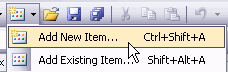 Add New Item... Ctrl+Shift+A
Add Existing Item... Shift+Alt+A